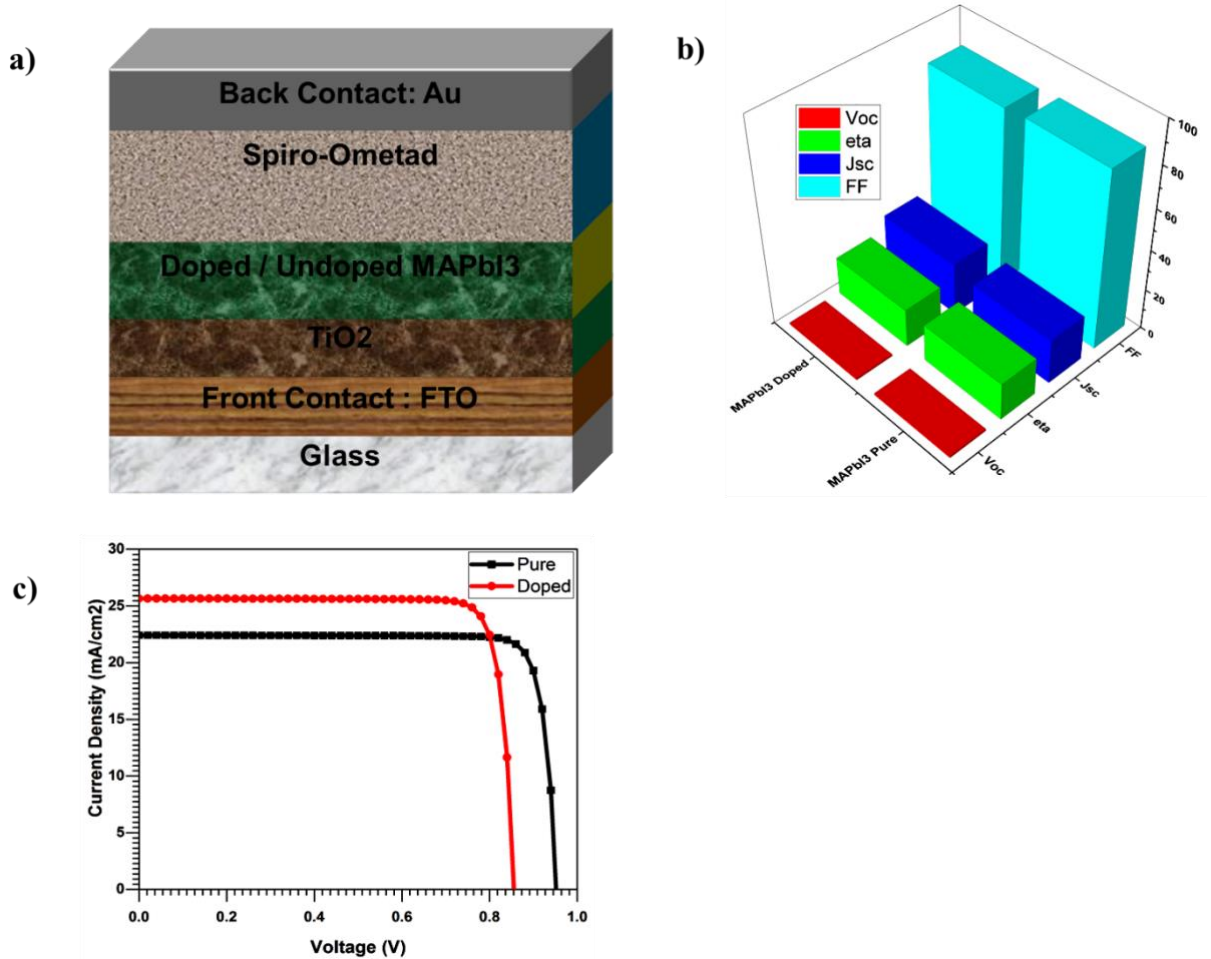 a)
Back Contact: Au
Spiro-Ometad
Doped / Undoped MAPbI3
TiO2
Front Contact : FTO
Glass
b)
Voc
eta
Jsc
FF
100
80
60
40
20
0
FF
Jsc
eta
Voc
MAPbI3 Doped
MAPbI3 Pure
c)
Pure
Doped
30
25
20
15
10
5
0
Current Density (mA/cm2)
0.0 0.2 0.4 0.6 0.8 1.0
Voltage (V)